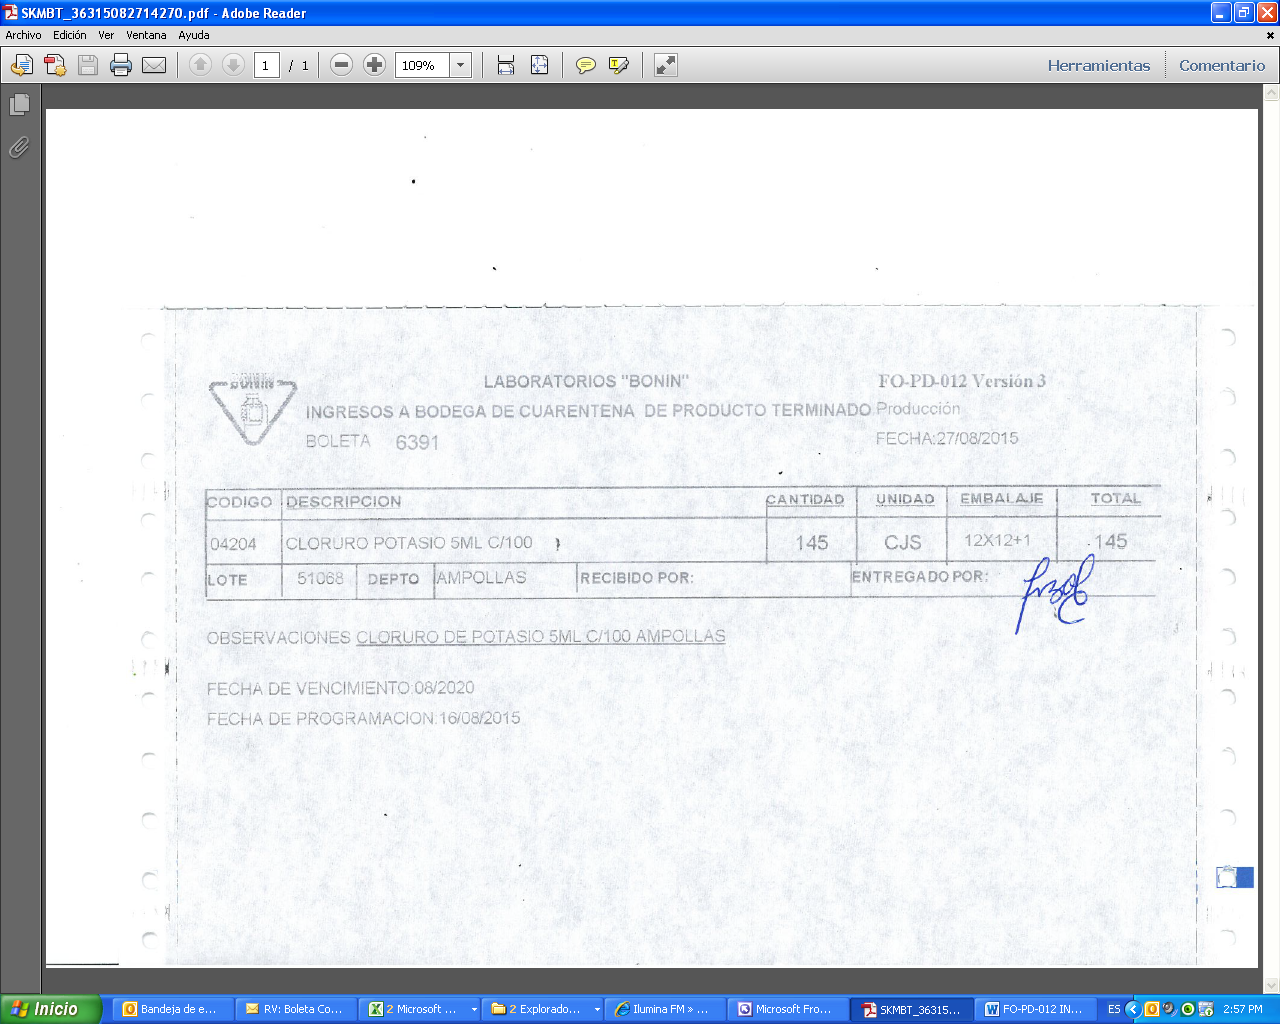 SKMBT_36315082714270.pdf - Adobe Reader
Archivo Edición Ver Ventana Ayuda
1 / 1 109% Herramientas Comentario
BONIN
LABORATORIOS "BONIN" FO-PD-012 Versión 3
INGRESOS A BODEGA DE CUARENTENA DE PRODUCTO TERMINADO Producción
BOLETA 6391 FECHA:27/08/2015
CODIGO DESCRIPCION CANTIDAD UNIDAD EMBALAJE TOTAL
04204 CLORURO POTASIO 5ML C/100 145 CJS 12X12+1 145
LOTE 51068 DEPTO AMPOLLAS RECIBIDO POR: ENTREGADO POR:
OBSERVACIONES CLORURO DE POTASIO 5ML C/100 AMPOLLAS
FECHA DE VENCIMIENTO:08/2020
FECHA DE PROGRAMACION:16/08/2015
Inicio Bandeja de e... RV: Boleta Co... 2 Microsoft ... 2 Explorado... Ilumina FM » ... Microsoft Fro... SKMBT_36315... FO-PD-012 IN... ES 2:57 PM